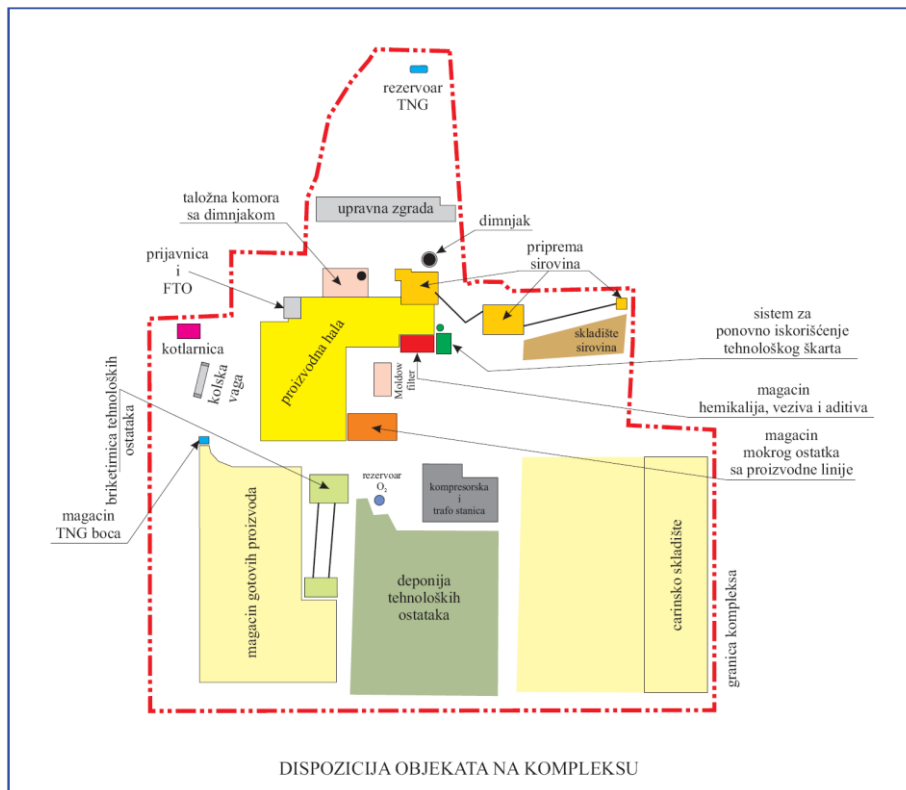 rezervoar
TNG
taložna komora
sa dimnjakom
upravna zgrada
dimnjak
prijavnica
i
FTO
priprema
sirovina
kotlarnica
kolska
vaga
proizvodna hala
Moldow
filter
skladište
sirovina
sistem za
ponovno iskorišćenje
tehnološkog škarta
magacin
hemikalija, veziva i aditiva
magacin
mokrog ostatka
sa proizvodne linije
briketirnica tehnoloških
ostataka
magacin
TNG boca
magacin gotovih proizvoda
rezervoar
O2
kompresorska
i
trafo stanica
deponija
tehnoloških
ostataka
carinsko skladište
granica kompleksa
DISPOZICIJA OBJEKATA NA KOMPLEKSU